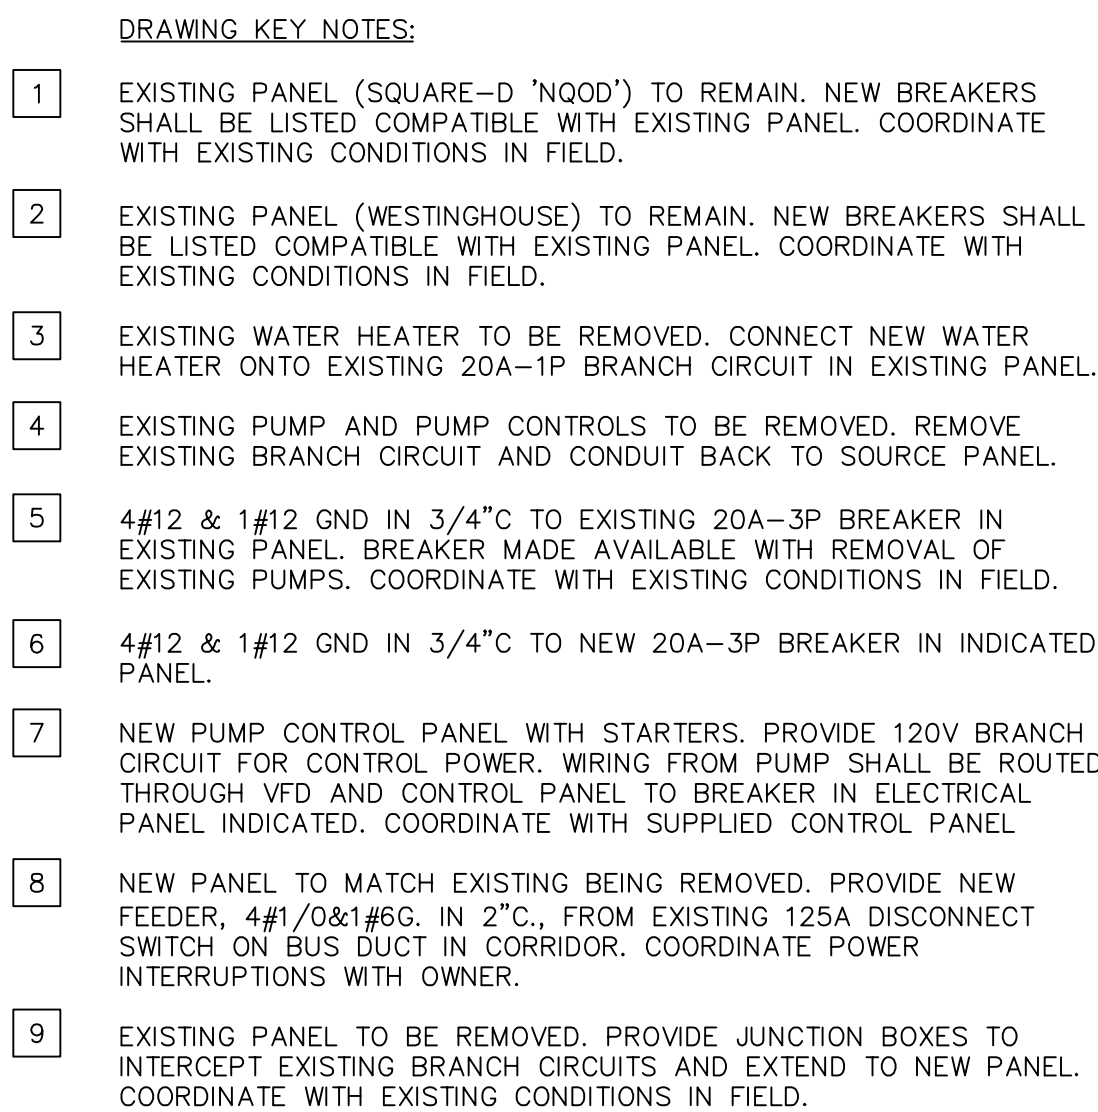 DRAWING KEY NOTES:
1 EXISTING PANEL (SQUARE-D 'NQOD') TO REMAIN. NEW BREAKERS
SHALL BE LISTED COMPATIBLE WITH EXISTING PANEL. COORDINATE
WITH EXISTING CONDITIONS IN FIELD.
2 EXISTING PANEL (WESTINGHOUSE) TO REMAIN. NEW BREAKERS SHALL
BE LISTED COMPATIBLE WITH EXISTING PANEL. COORDINATE WITH
EXISTING CONDITIONS IN FIELD.
3 EXISTING WATER HEATER TO BE REMOVED. CONNECT NEW WATER
HEATER ONTO EXISTING 20A-1P BRANCH CIRCUIT IN EXISTING PANEL.
4 EXISTING PUMP AND PUMP CONTROLS TO BE REMOVED. REMOVE
EXISTING BRANCH CIRCUIT AND CONDUIT BACK TO SOURCE PANEL.
5 4#12 & 1#12 GND IN 3/4"C TO EXISTING 20A-3P BREAKER IN
EXISTING PANEL. BREAKER MADE AVAILABLE WITH REMOVAL OF
EXISTING PUMPS. COORDINATE WITH EXISTING CONDITIONS IN FIELD.
6 4#12 & 1#12 GND IN 3/4"C TO NEW 20A-3P BREAKER IN INDICATED
PANEL.
7 NEW PUMP CONTROL PANEL WITH STARTERS. PROVIDE 120V BRANCH
CIRCUIT FOR CONTROL POWER. WIRING FROM PUMP SHALL BE ROUTED
THROUGH VFD AND CONTROL PANEL TO BREAKER IN ELECTRICAL
PANEL INDICATED. COORDINATE WITH SUPPLIED CONTROL PANEL
8 NEW PANEL TO MATCH EXISTING BEING REMOVED. PROVIDE NEW
FEEDER, 4#1/0&1#6G. IN 2"C., FROM EXISTING 125A DISCONNECT
SWITCH ON BUS DUCT IN CORRIDOR. COORDINATE POWER
INTERRUPTIONS WITH OWNER.
9 EXISTING PANEL TO BE REMOVED. PROVIDE JUNCTION BOXES TO
INTERCEPT EXISTING BRANCH CIRCUITS AND EXTEND TO NEW PANEL.
COORDINATE WITH EXISTING CONDITIONS IN FIELD.